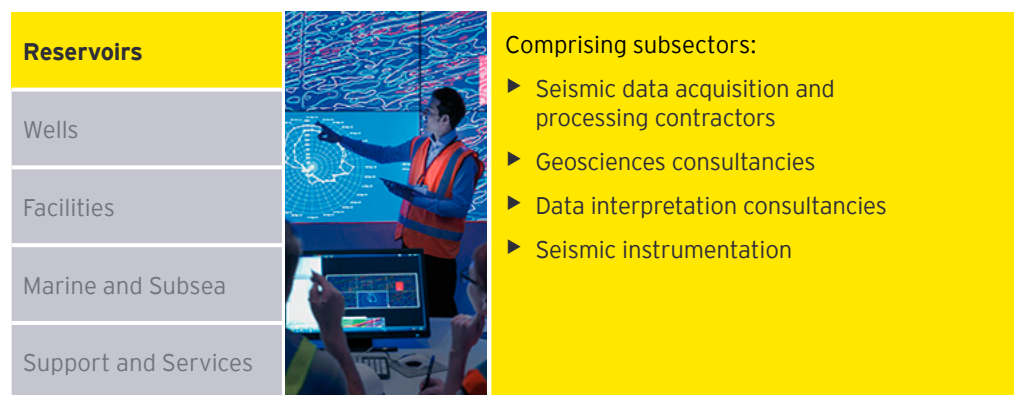 Reservoirs
Wells
Facilities
Marine and Subsea
Support and Services
Comprising subsectors:
► Seismic data acquisition and
processing contractors
► Geosciences consultancies
► Data interpretation consultancies
► Seismic instrumentation